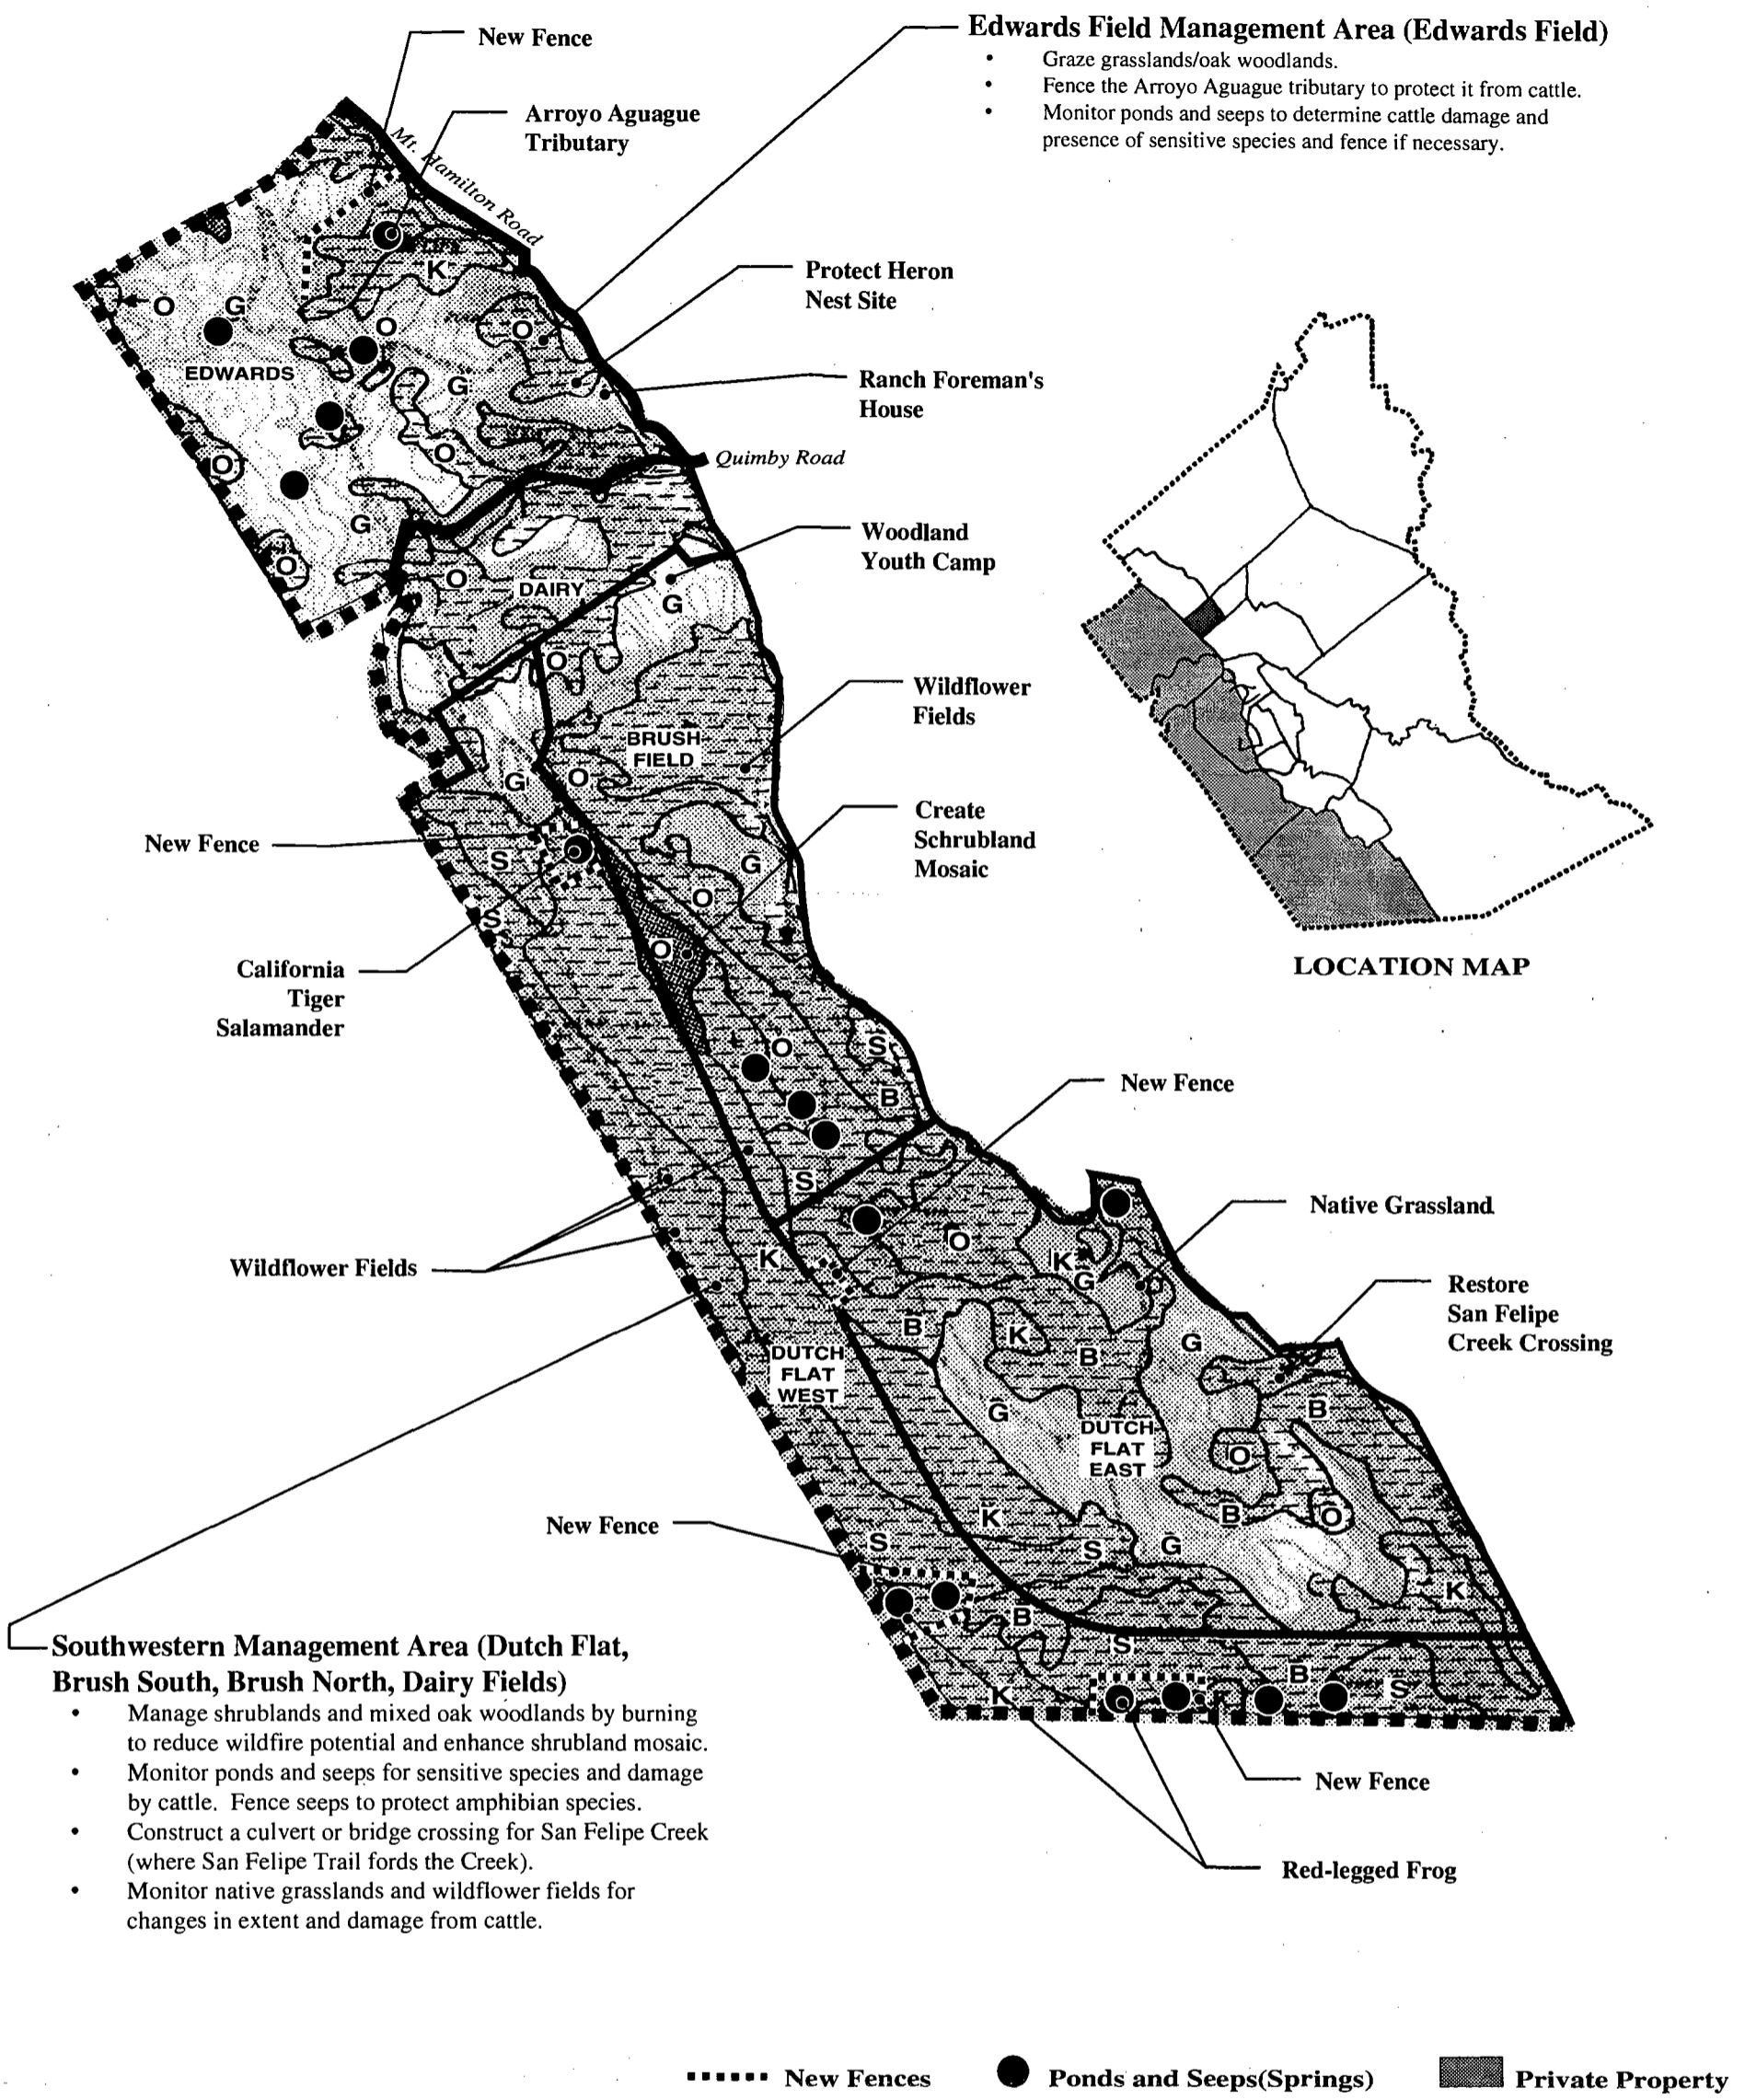 New Fence
Edwards Field Management Area (Edwards Field)
• Graze grasslands/oak woodlands.
• Fence the Arroyo Aguague tributary to protect it from cattle.
• Monitor ponds and seeps to determine cattle damage and
presence of sensitive species and fence if necessary.
Arroyo Aguague
Tributary
Mt. Hamilton Road
K
O G
O
O
EDWARDS
G
O
O
G
O
Protect Heron
Nest Site
Ranch Foreman's
House
Quimby Road
Woodland
Youth Camp
O
DAIRY
G
O
Wildflower
Fields
BRUSH
FIELD
G
O
Create
Schrubland
Mosaic
New Fence
S
G
O
S
O
California
Tiger
Salamander
LOCATION MAP
O
S
B
New Fence
S
Native Grassland
O
K
K
G
Wildflower Fields
Restore
San Felipe
Creek Crossing
B
K
B
G
DUTCH
FLAT
WEST
G
B
DUTCH
FLAT
EAST
O
New Fence
K
B
O
S
S
G
K
B
S
B
S
K
Southwestern Management Area (Dutch Flat,
Brush South, Brush North, Dairy Fields)
• Manage shrublands and mixed oak woodlands by burning
to reduce wildfire potential and enhance shrubland mosaic.
• Monitor ponds and seeps for sensitive species and damage
by cattle. Fence seeps to protect amphibian species.
• Construct a culvert or bridge crossing for San Felipe Creek
(where San Felipe Trail fords the Creek).
• Monitor native grasslands and wildflower fields for
changes in extent and damage from cattle.
New Fence
Red-legged Frog
New Fences
Ponds and Seeps(Springs)
Private Property